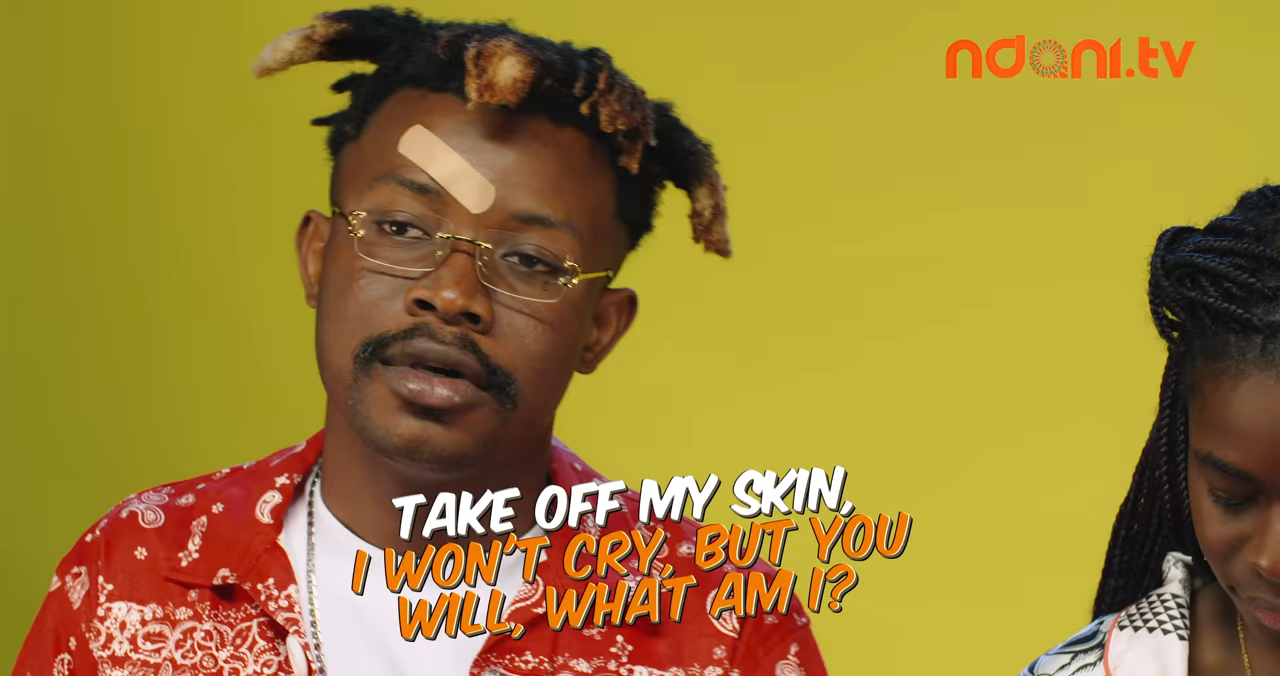 ndani.tv
TAKE OFF MY SKIN,
I WON'T CRY, BUT YOU
WILL, WHAT AM I?